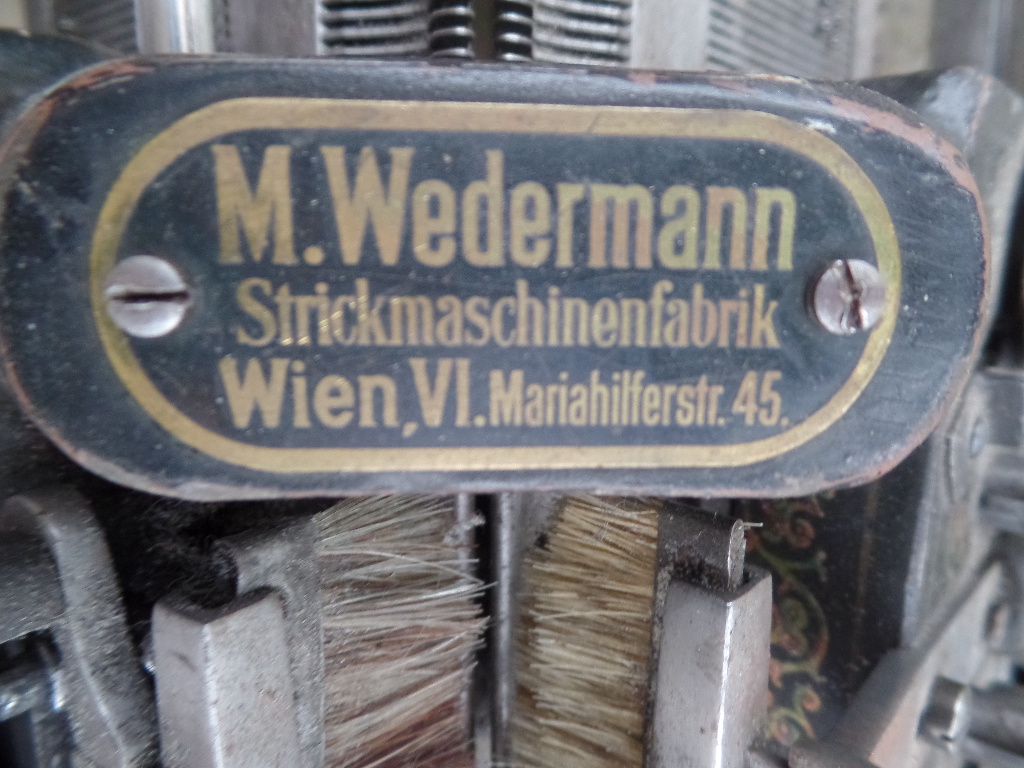 M. Wedermann
Strickmaschinenfabrik
Wien, VI. Mariahilferstr. 45.